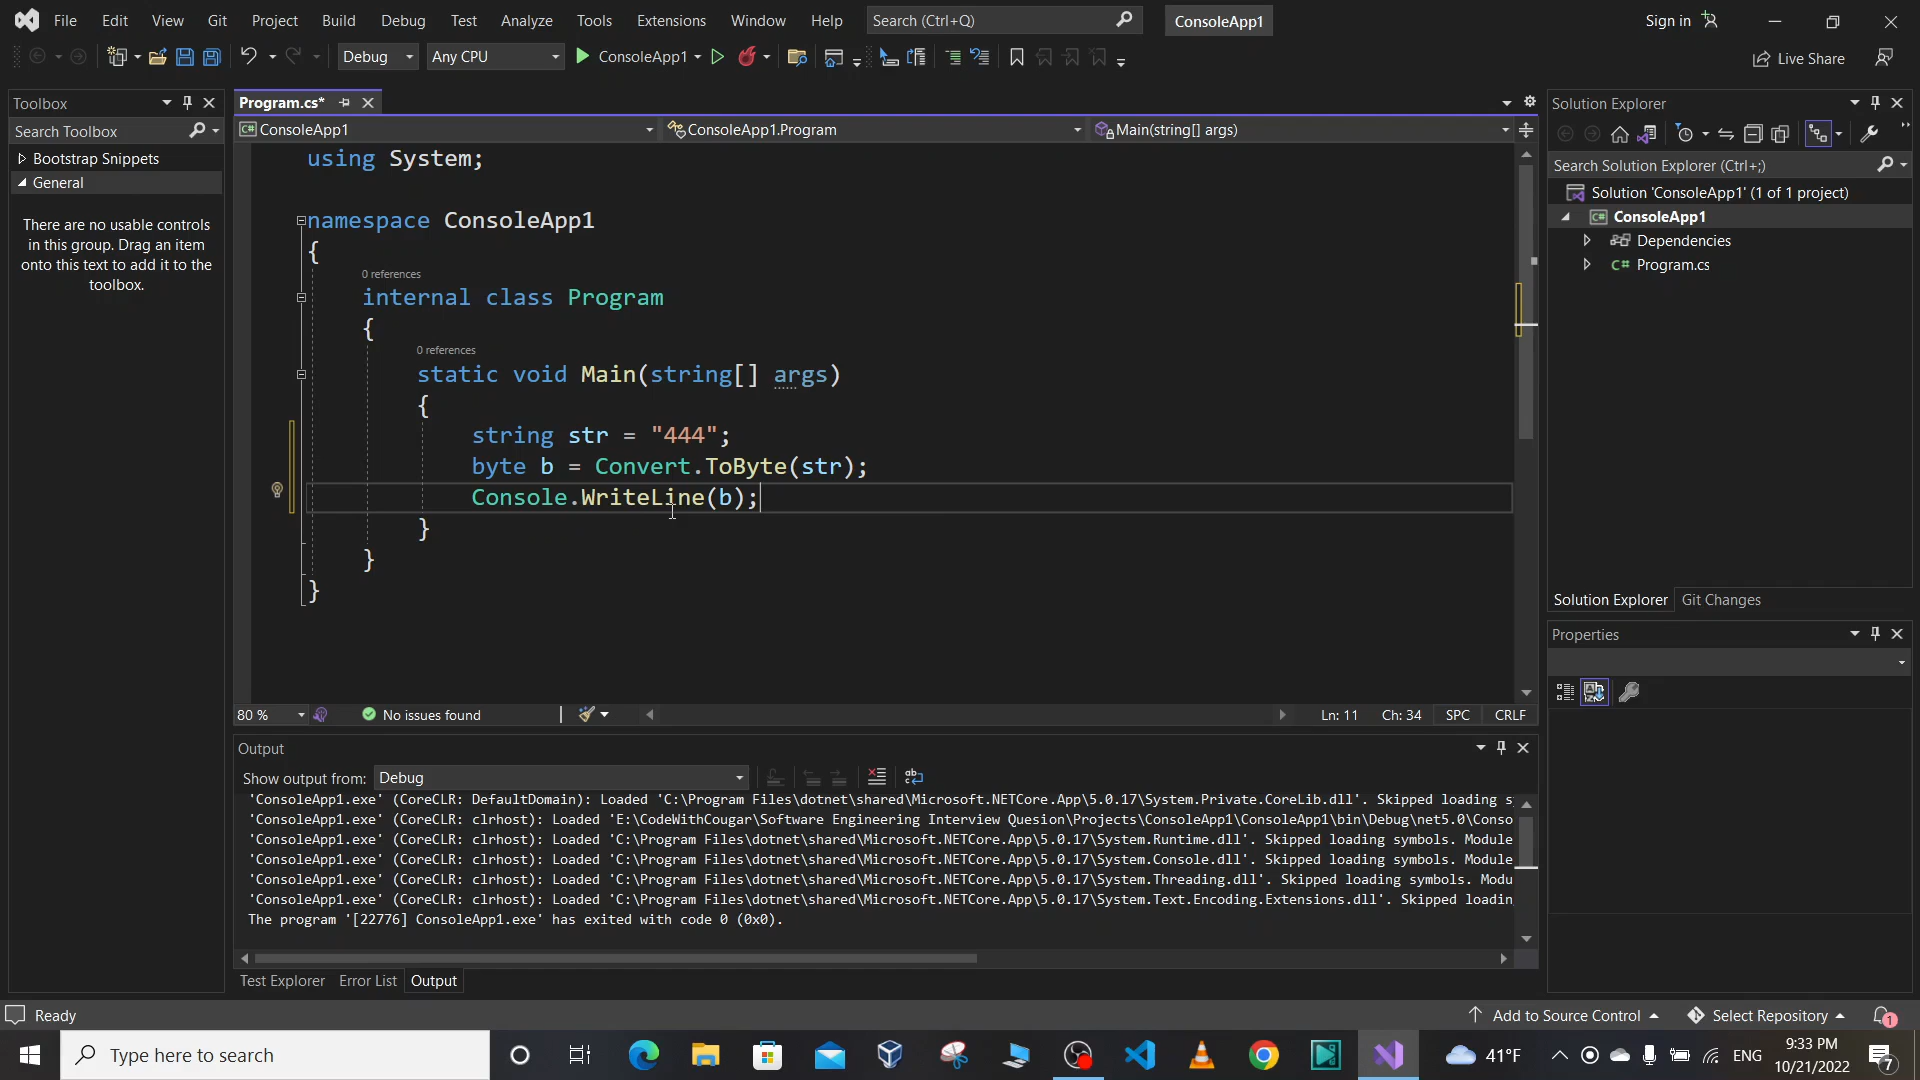 File Edit View Git Project Build Debug Test Analyze Tools Extensions Window Help Search (Ctrl+Q) ConsoleApp1 Sign in
Debug Any CPU ConsoleApp1 Live Share
Toolbox
Search Toolbox
Bootstrap Snippets
General
There are no usable controls
in this group. Drag an item
onto this text to add it to the
toolbox.
Program.cs*
C# ConsoleApp1 ConsoleApp1.Program Main(string[] args)
using System;
namespace ConsoleApp1
{
0 references
internal class Program
{
0 references
static void Main(string[] args)
{
string str = "444";
byte b = Convert.ToByte(str);
Console.WriteLine(b);
}
}
}
80 % No issues found Ln: 11 Ch: 34 SPC CRLF
Output
Show output from: Debug
'ConsoleApp1.exe' (CoreCLR: DefaultDomain): Loaded 'C:\Program Files\dotnet\shared\Microsoft.NETCore.App\5.0.17\System.Private.CoreLib.dll'. Skipped loading s
'ConsoleApp1.exe' (CoreCLR: clrhost): Loaded 'E:\CodeWithCougar\Software Engineering Interview Quesion\Projects\ConsoleApp1\ConsoleApp1\bin\Debug\net5.0\Conso
'ConsoleApp1.exe' (CoreCLR: clrhost): Loaded 'C:\Program Files\dotnet\shared\Microsoft.NETCore.App\5.0.17\System.Runtime.dll'. Skipped loading symbols. Module
'ConsoleApp1.exe' (CoreCLR: clrhost): Loaded 'C:\Program Files\dotnet\shared\Microsoft.NETCore.App\5.0.17\System.Console.dll'. Skipped loading symbols. Module
'ConsoleApp1.exe' (CoreCLR: clrhost): Loaded 'C:\Program Files\dotnet\shared\Microsoft.NETCore.App\5.0.17\System.Threading.dll'. Skipped loading symbols. Modu
'ConsoleApp1.exe' (CoreCLR: clrhost): Loaded 'C:\Program Files\dotnet\shared\Microsoft.NETCore.App\5.0.17\System.Text.Encoding.Extensions.dll'. Skipped loadin
The program '[22776] ConsoleApp1.exe' has exited with code 0 (0x0).
Test Explorer Error List Output
Solution Explorer
Search Solution Explorer (Ctrl+;)
Solution 'ConsoleApp1' (1 of 1 project)
C# ConsoleApp1
Dependencies
C# Program.cs
Solution Explorer Git Changes
Properties
Ready Add to Source Control Select Repository 1
Type here to search 41°F ENG 9:33 PM 7
10/21/2022